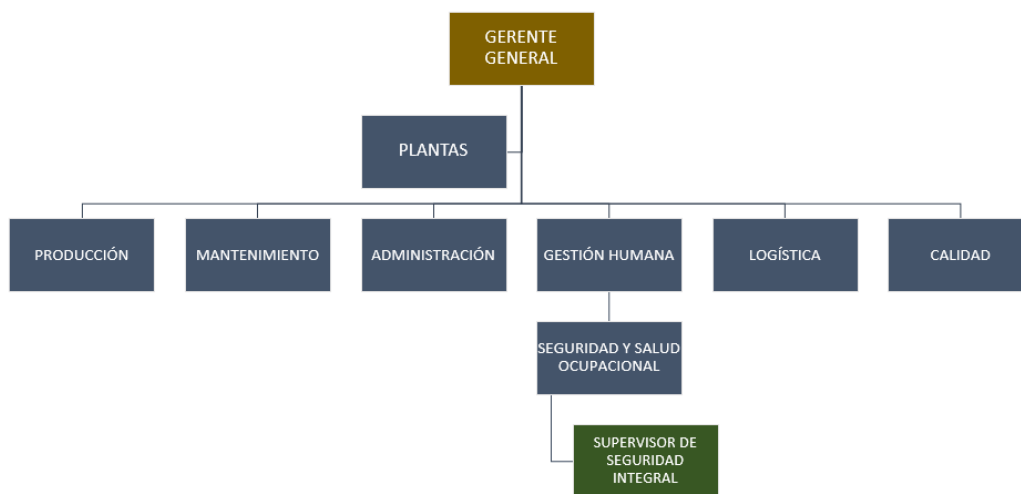 GERENTE
GENERAL
PLANTAS
PRODUCCIÓN
MANTENIMIENTO
ADMINISTRACIÓN
GESTIÓN HUMANA
LOGÍSTICA
CALIDAD
SEGURIDAD Y SALUD
OCUPACIONAL
SUPERVISOR DE
SEGURIDAD
INTEGRAL